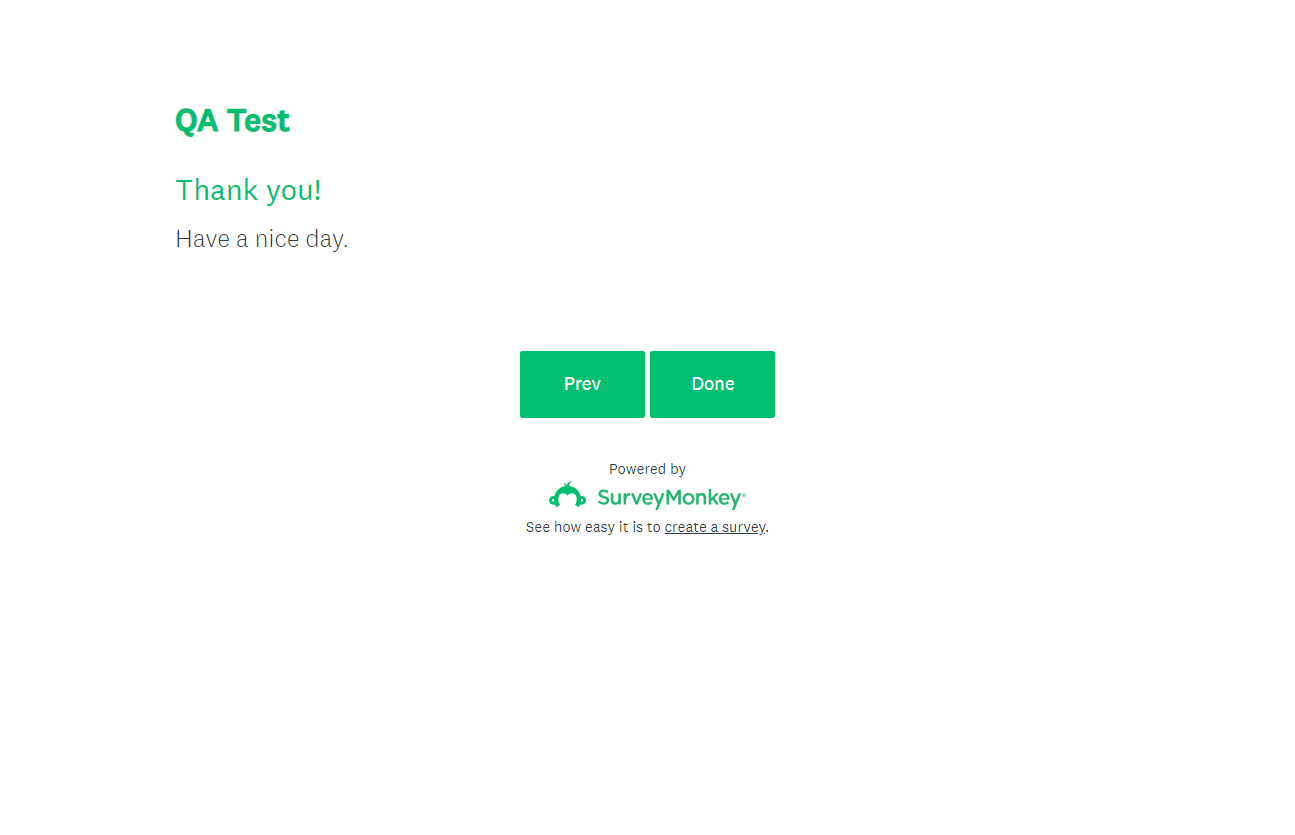 QA Test
Thank you!
Have a nice day.
Prev Done
Powered by
SurveyMonkey®
See how easy it is to create a survey.